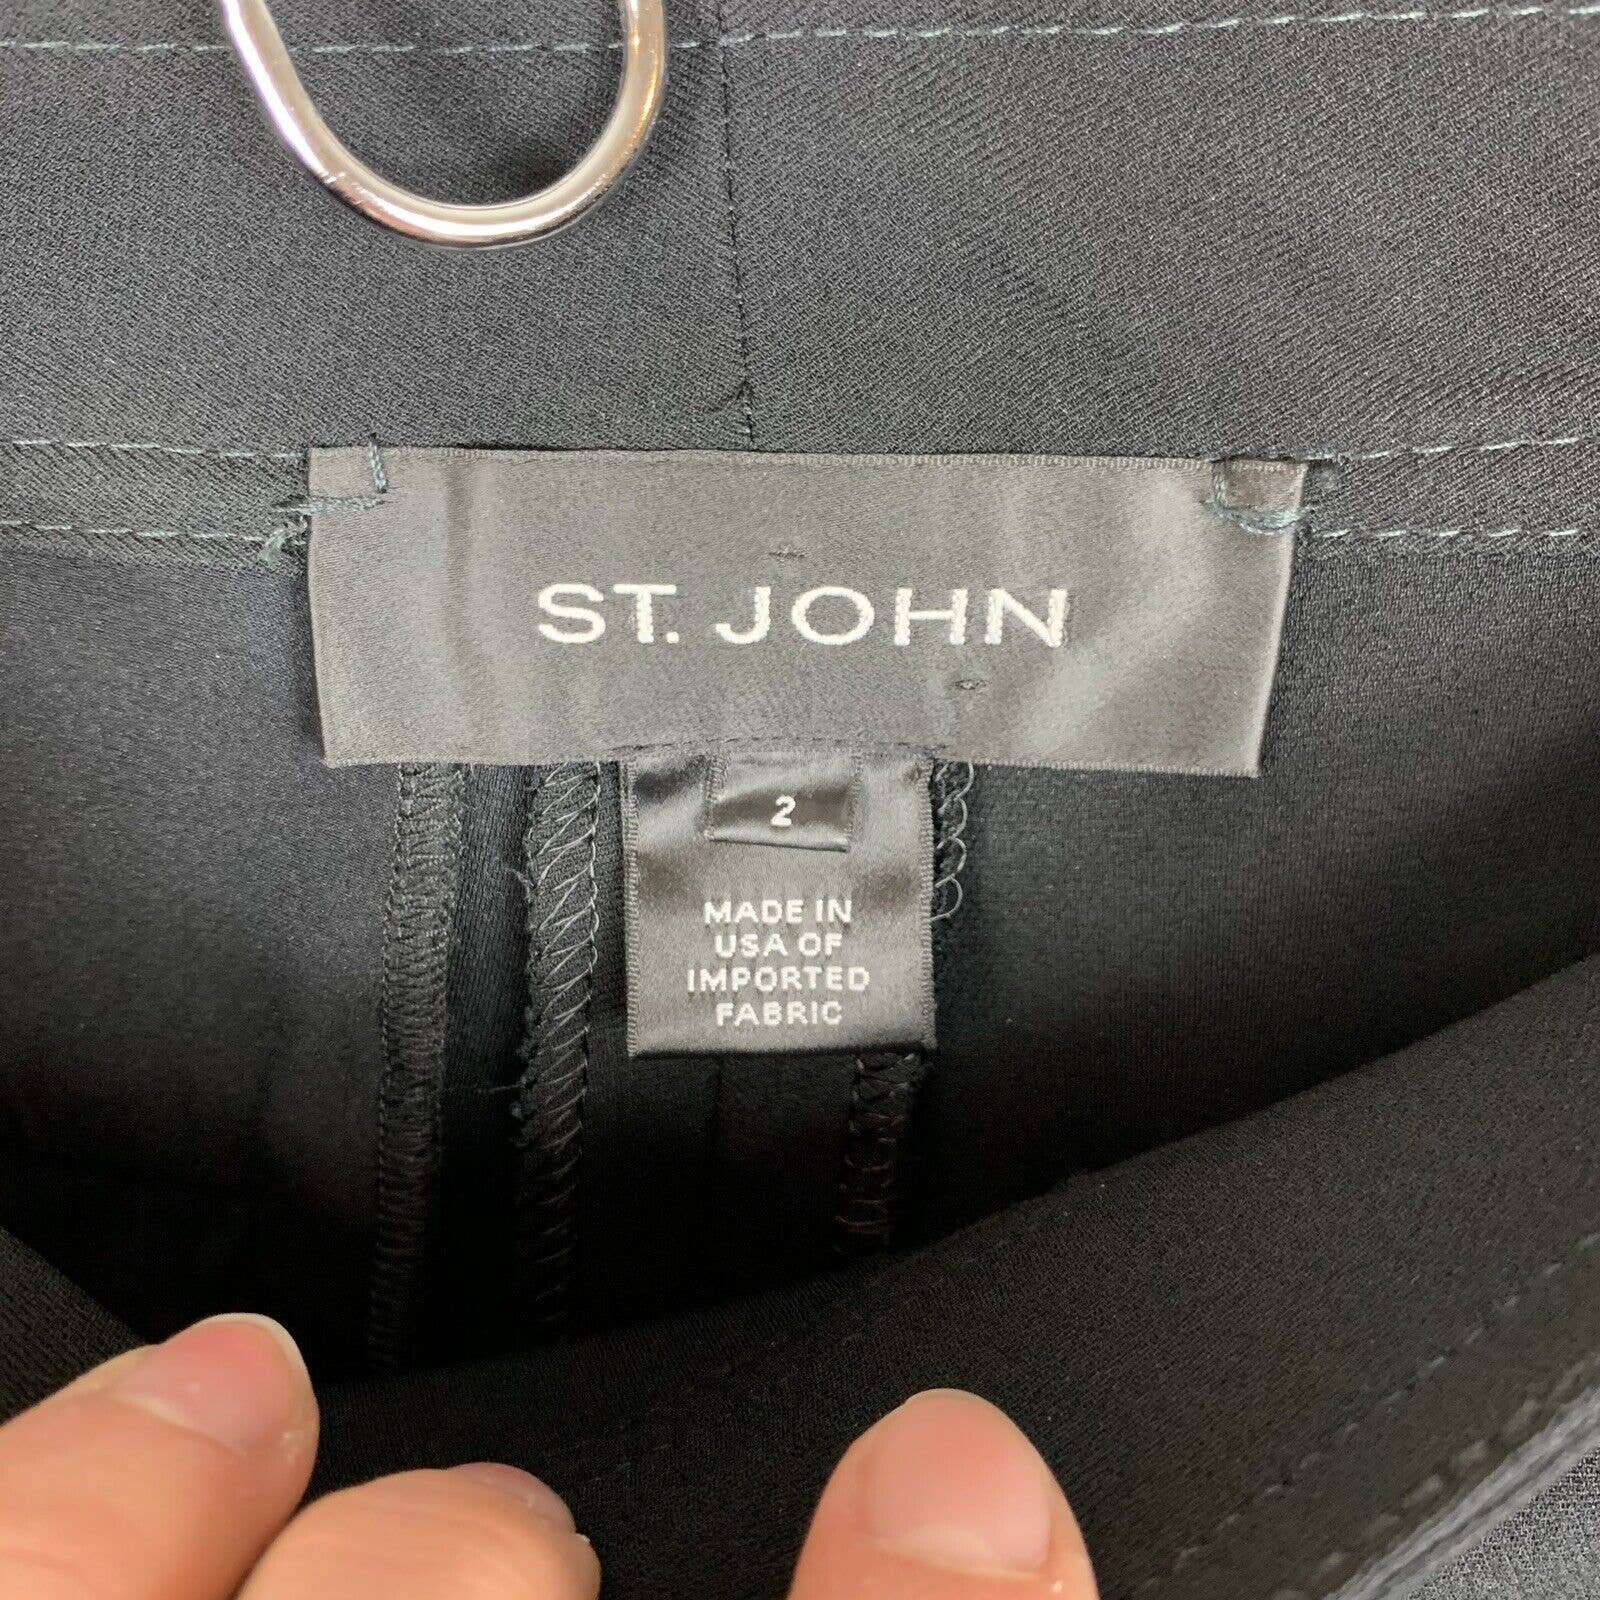 ST. JOHN
2
MADE IN
USA OF
IMPORTED
FABRIC